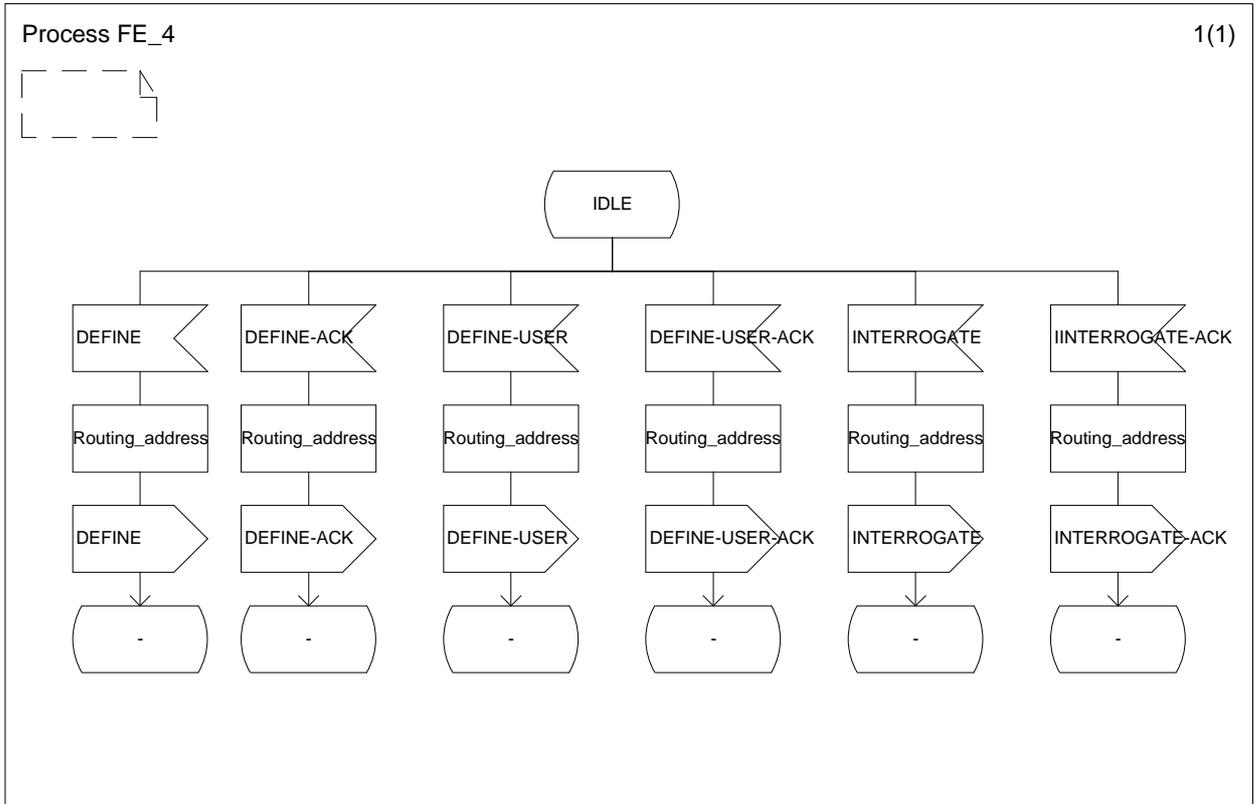 Process FE_4
1(1)
IDLE
DEFINE
DEFINE-ACK
DEFINE-USER
DEFINE-USER-ACK
INTERROGATE
IINTERROGATE-ACK
Routing_address
Routing_address
Routing_address
Routing_address
Routing_address
Routing_address
DEFINE
DEFINE-ACK
DEFINE-USER
DEFINE-USER-ACK
INTERROGATE
INTERROGATE-ACK
-
-
-
-
-
-